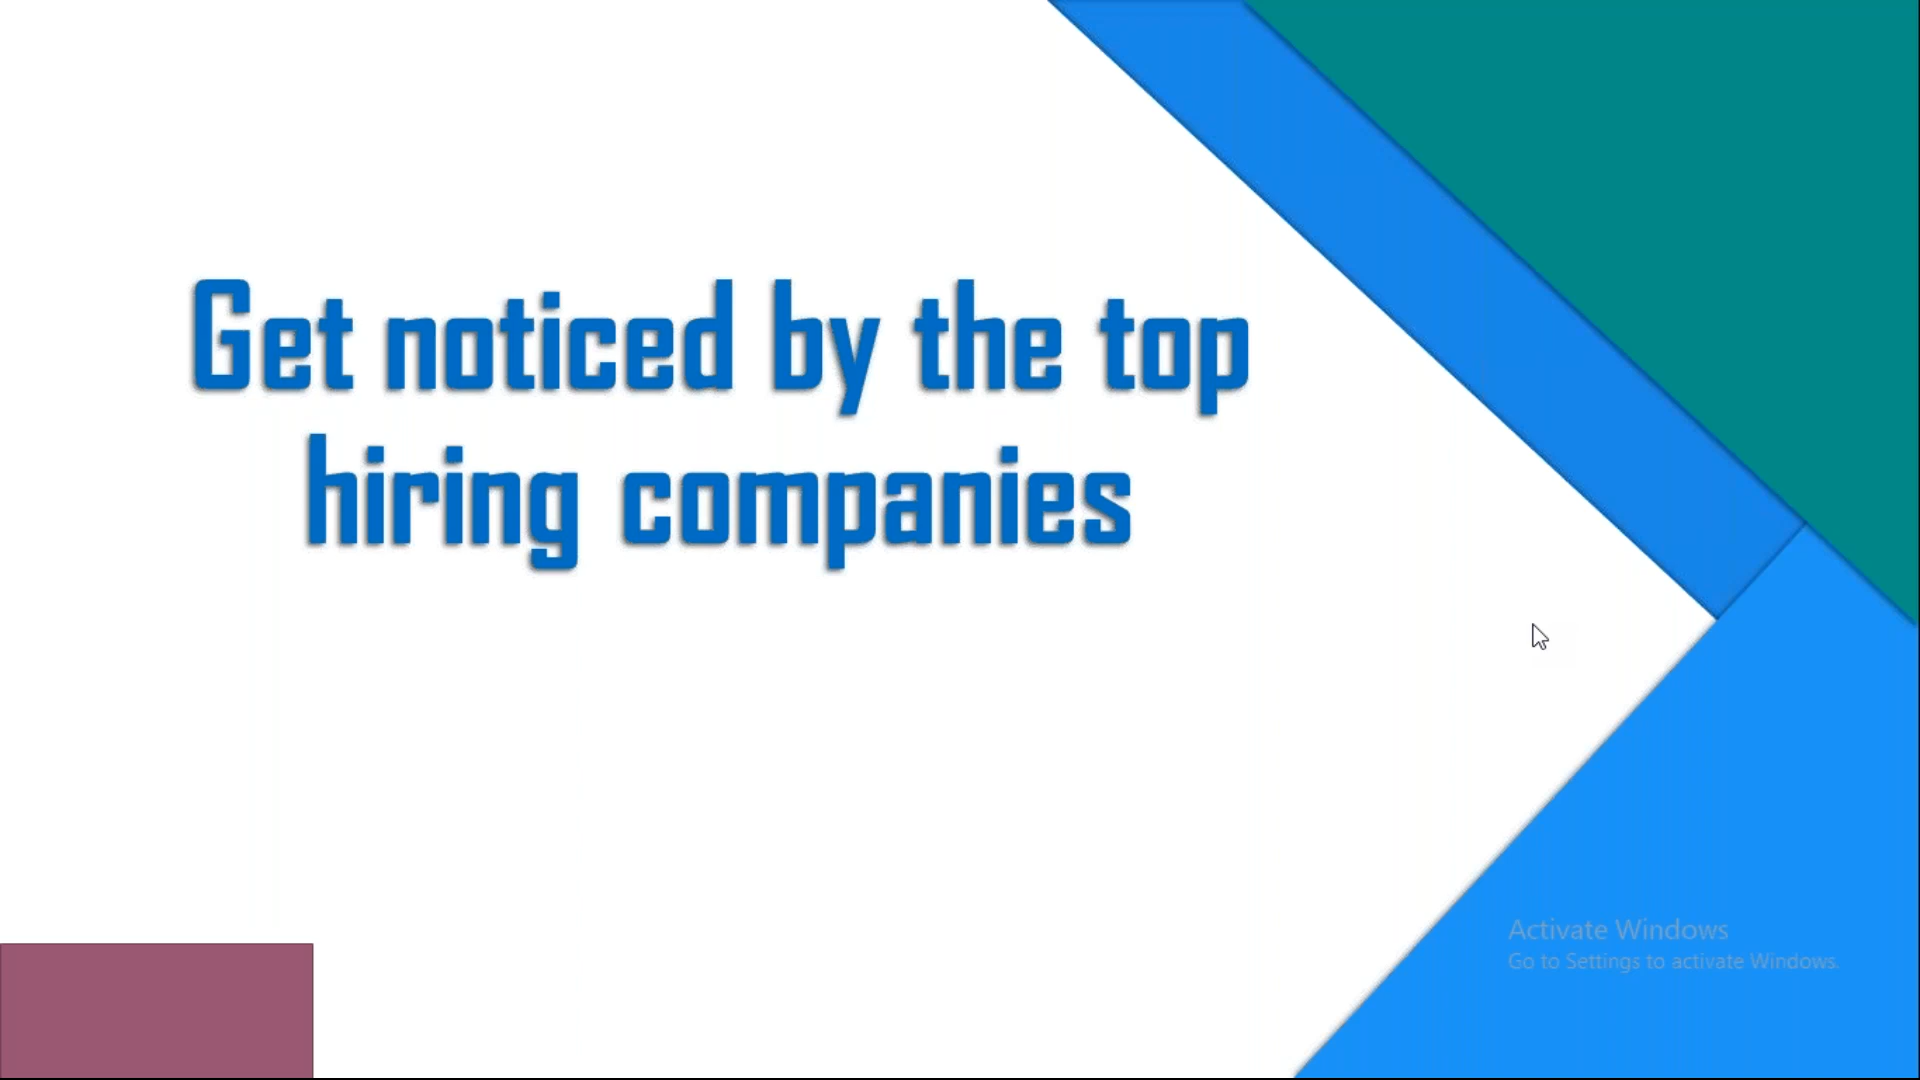 Get noticed by the top
hiring companies
Activate Windows
Go to Settings to activate Windows.